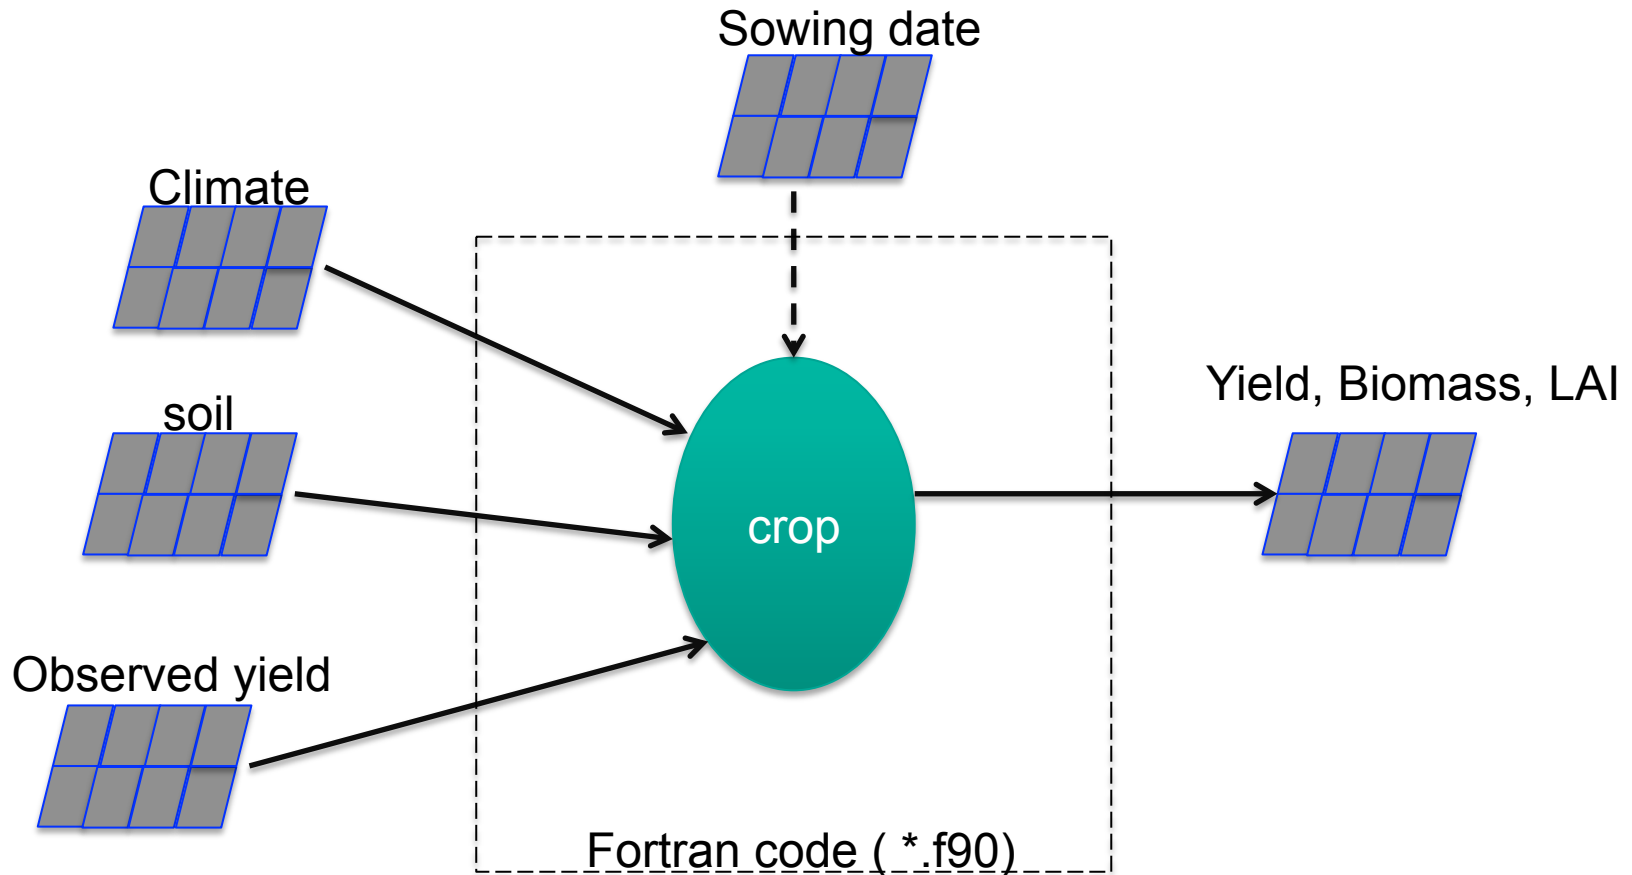 Sowing date
Climate
soil
Yield, Biomass, LAI
crop
Observed yield
Fortran code ( *.f90)